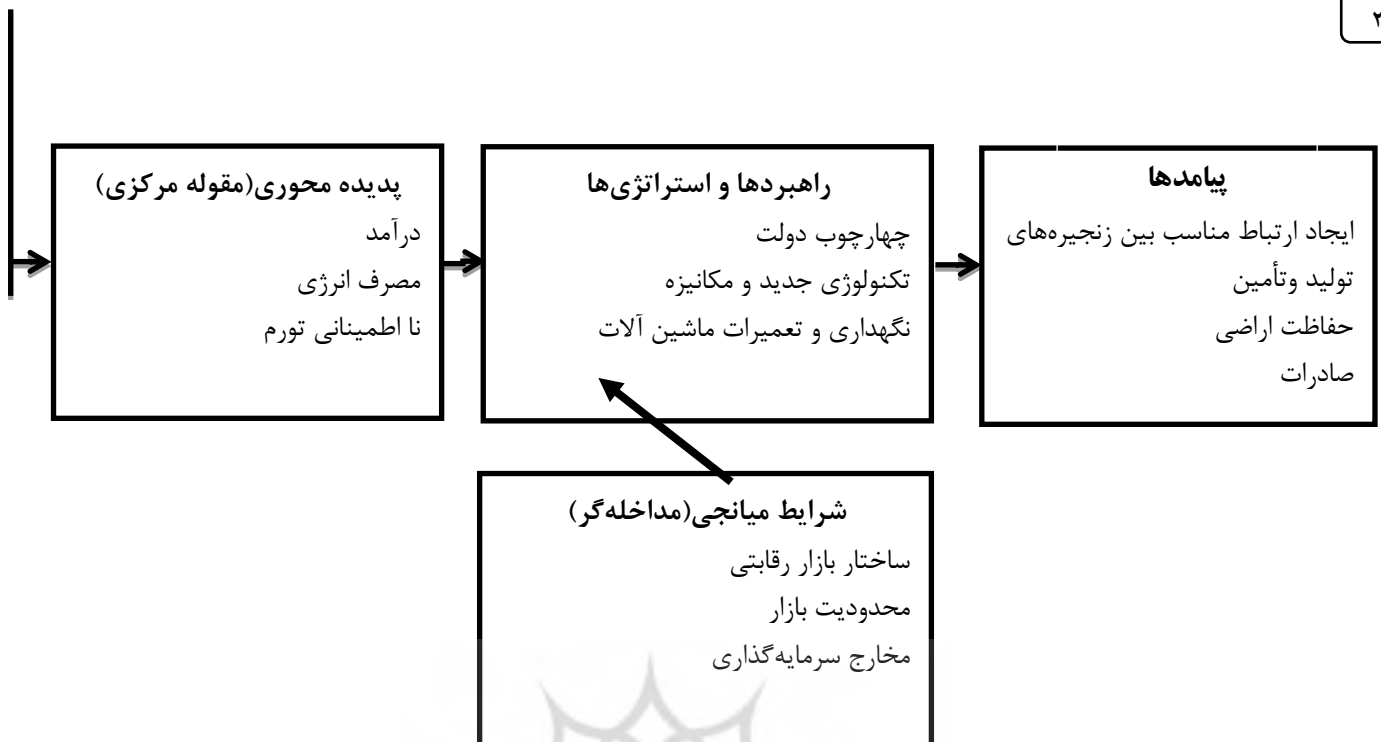 ۲
پدیده محوری(مقوله مرکزی)
درآمد
مصرف انرژی
نا اطمینانی تورم
راهبردها و استراتژی‌ها
چهارچوب دولت
تکنولوژی جدید و مکانیزه
نگهداری و تعمیرات ماشین آلات
پیامدها
ایجاد ارتباط مناسب بین زنجیره‌های
تولید وتأمین
حفاظت اراضی
صادرات
شرایط میانجی(مداخله‌گر)
ساختار بازار رقابتی
محدودیت بازار
مخارج سرمایه‌گذاری